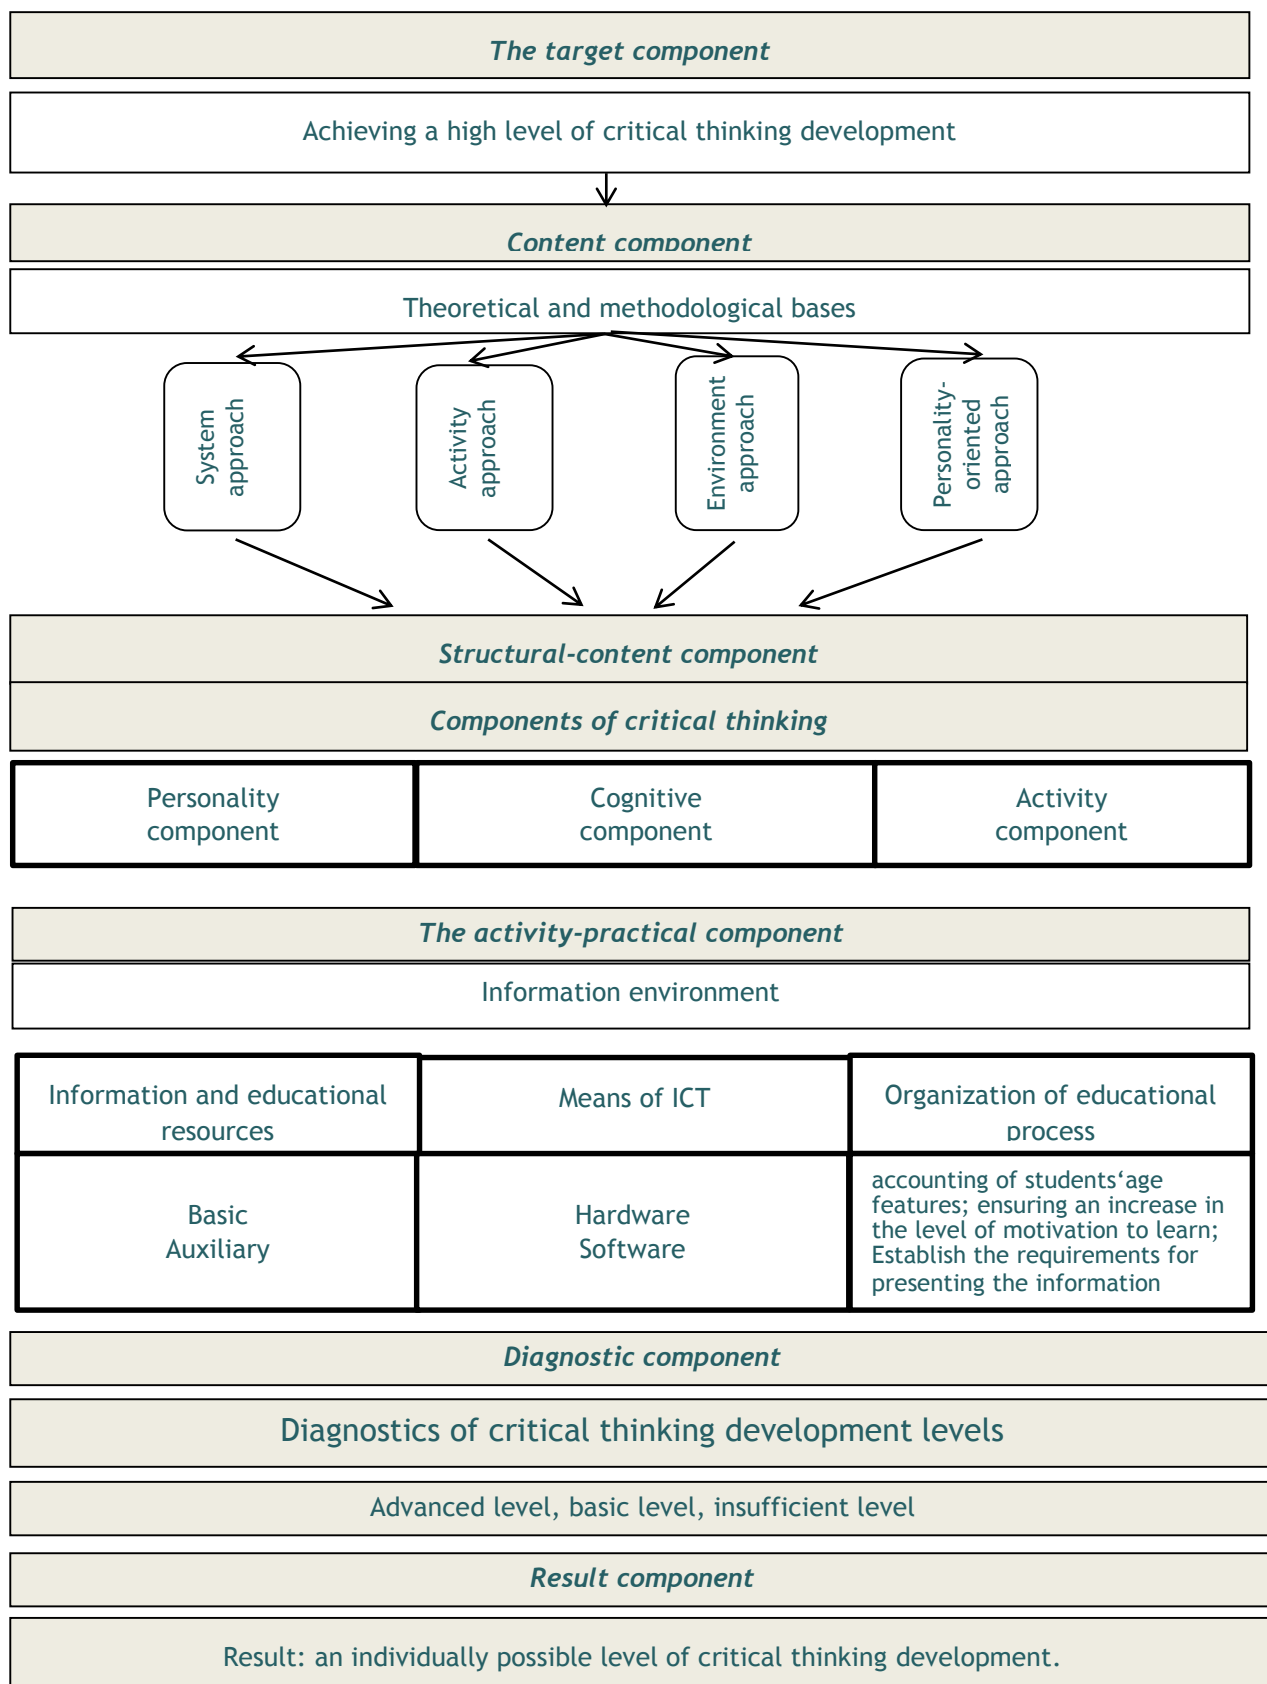 The target component
Achieving a high level of critical thinking development
Content component
Theoretical and methodological bases
System
approach
Activity
approach
Environment
approach
Personality-
oriented
approach
Structural-content component
Components of critical thinking
Personality
component
Cognitive
component
Activity
component
The activity-practical component
Information environment
Information and educational
resources
Means of ICT
Organization of educational
process
Basic
Auxiliary
Hardware
Software
accounting of students‘age
features; ensuring an increase in
the level of motivation to learn;
Establish the requirements for
presenting the information
Diagnostic component
Diagnostics of critical thinking development levels
Advanced level, basic level, insufficient level
Result component
Result: an individually possible level of critical thinking development.